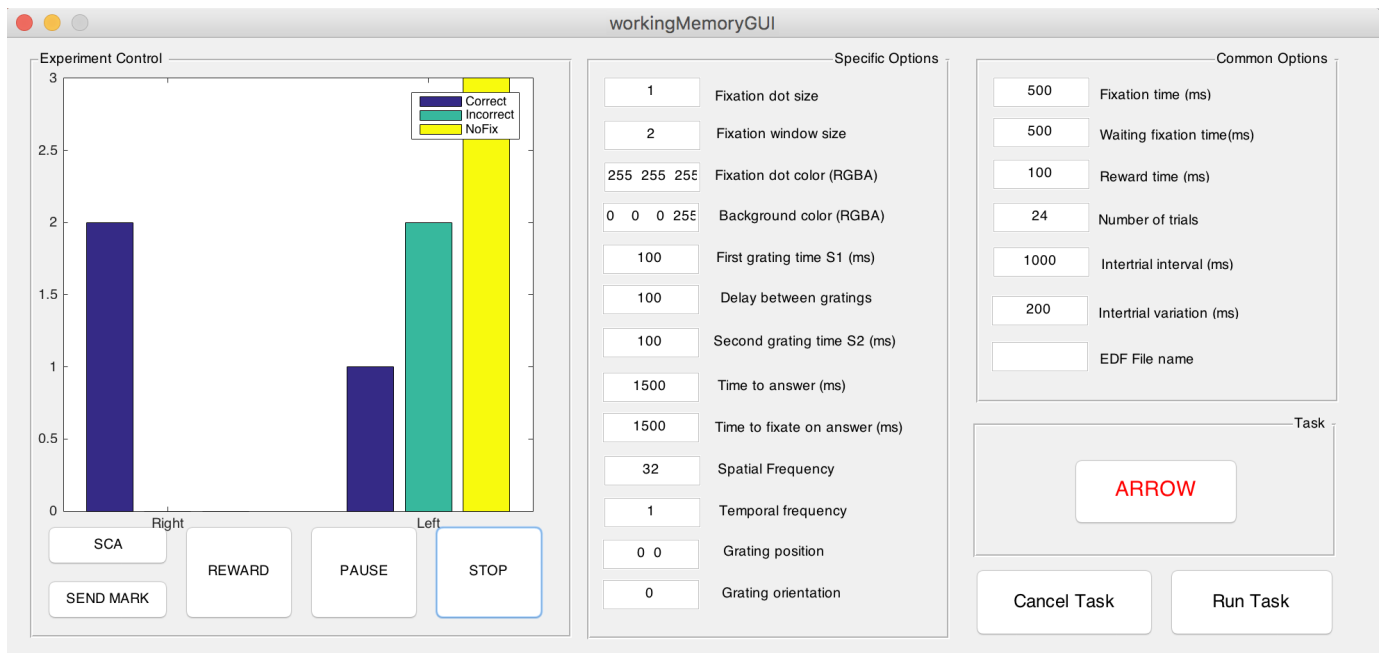 workingMemoryGUI
Experiment Control
3
2.5
2
1.5
1
0.5
0
Correct
Incorrect
NoFix
Right
Left
SCA
SEND MARK
REWARD
PAUSE
STOP
Specific Options
1 Fixation dot size
2 Fixation window size
255 255 255 Fixation dot color (RGBA)
0 0 0 255 Background color (RGBA)
100 First grating time S1 (ms)
100 Delay between gratings
100 Second grating time S2 (ms)
1500 Time to answer (ms)
1500 Time to fixate on answer (ms)
32 Spatial Frequency
1 Temporal frequency
0 0 Grating position
0 Grating orientation
Common Options
500 Fixation time (ms)
500 Waiting fixation time(ms)
100 Reward time (ms)
24 Number of trials
1000 Intertrial interval (ms)
200 Intertrial variation (ms)
EDF File name
Task
ARROW
Cancel Task
Run Task